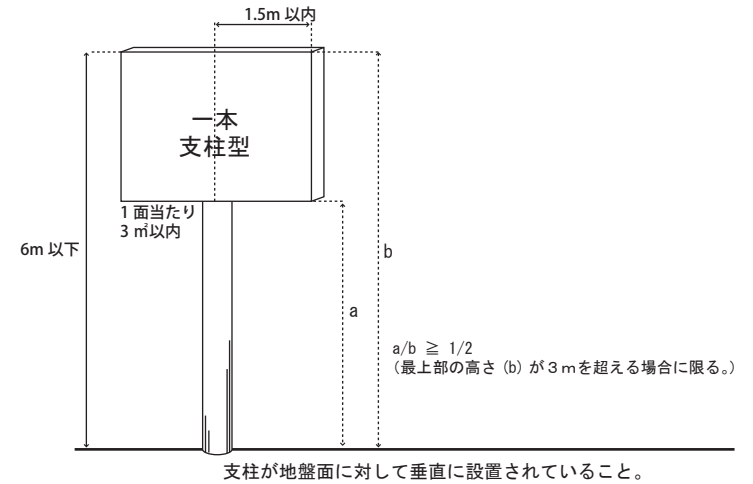 1.5m 以内
一本
支柱型
1 面当たり
3 ㎡以内
6m 以下
b
a
a/b ≧ 1/2
（最上部の高さ (b) が３ｍを超える場合に限る。）
支柱が地盤面に対して垂直に設置されていること。